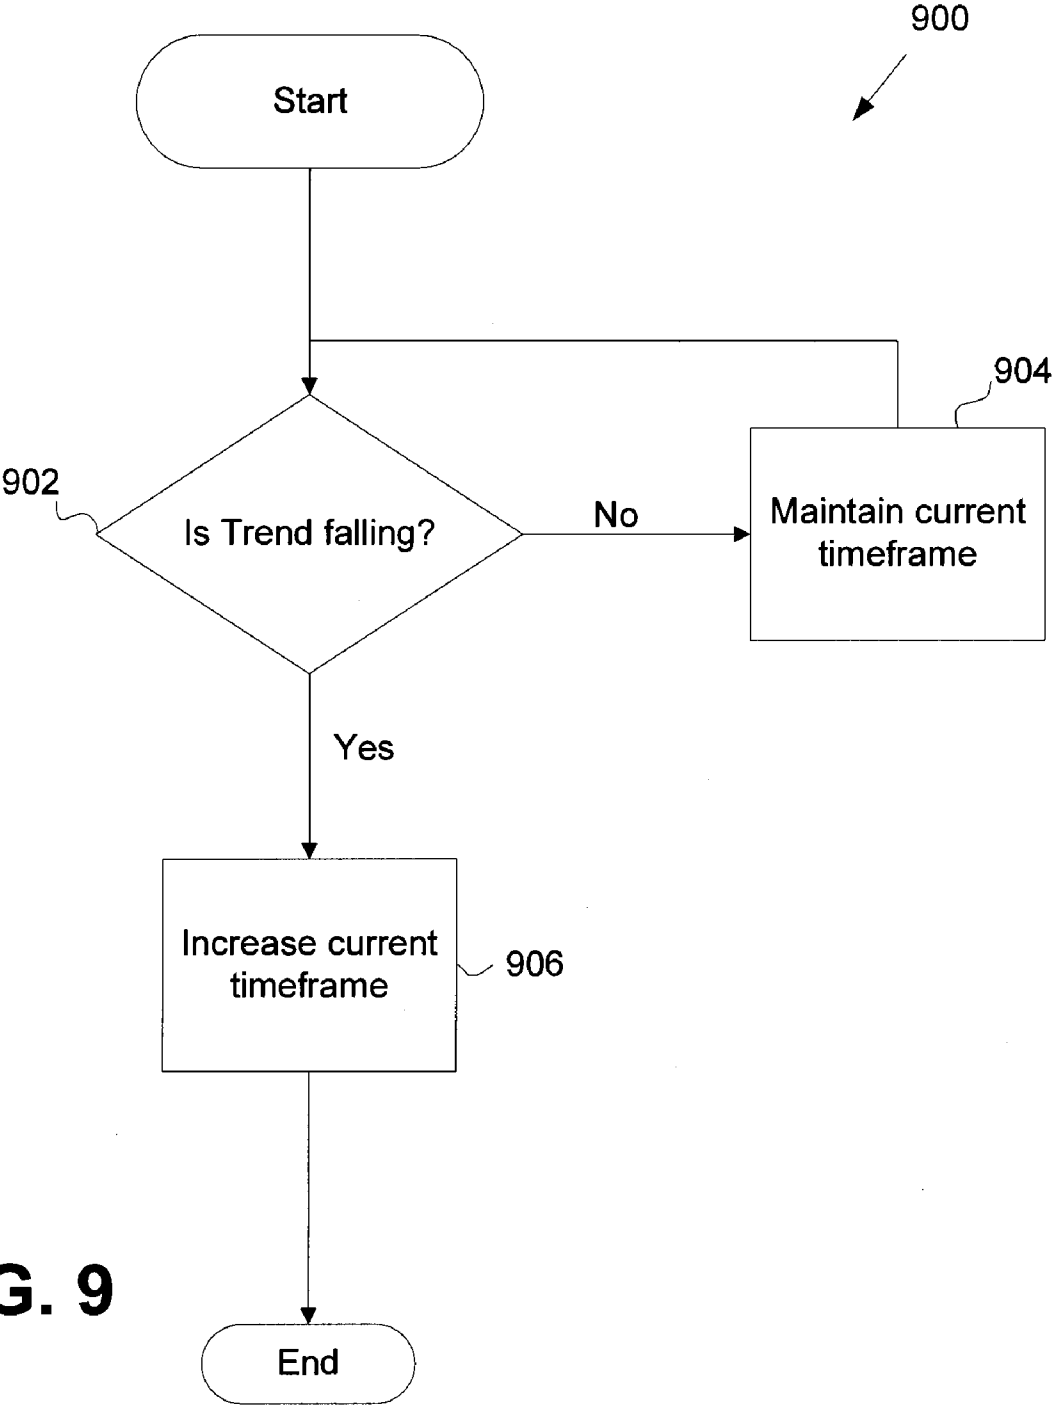 900
Start
904
902
Is Trend falling?
No
Maintain current
timeframe
Yes
Increase current
timeframe
906
G. 9
End